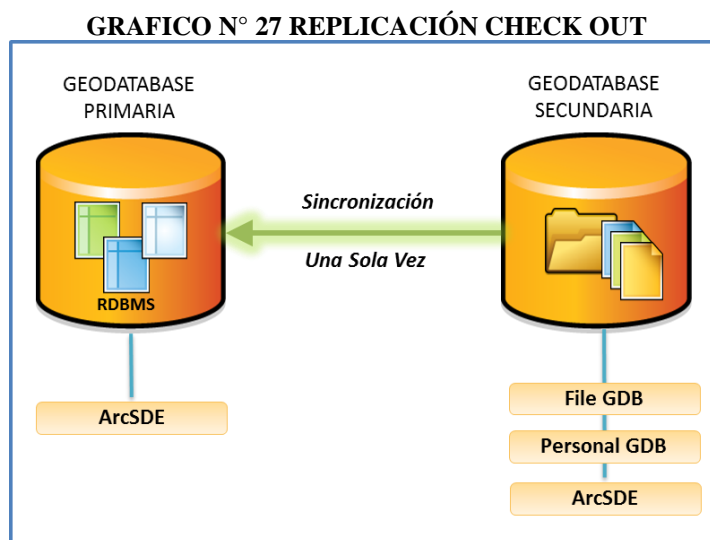 GRAFICO N° 27 REPLICACIÓN CHECK OUT
GEODATABASE
PRIMARIA
GEODATABASE
SECUNDARIA
Sincronización
Una Sola Vez
RDBMS
ArcSDE
File GDB
Personal GDB
ArcSDE